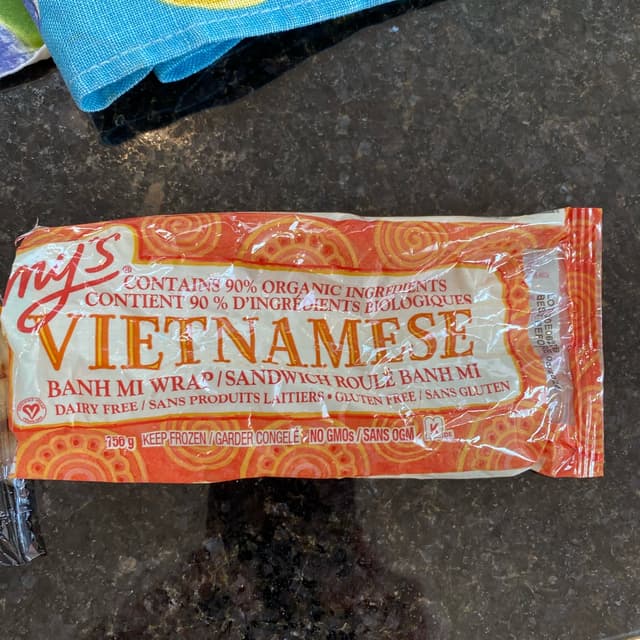 my's
CONTAINS 90% ORGANIC INGREDIENTS
CONTIENT 90 % D'INGRÉDIENTS BIOLOGIQUES
VIETNAMESE
BANH MI WRAP / SANDWICH ROULÉ BANH MI
DAIRY FREE / SANS PRODUITS LAITIERS • GLUTEN FREE / SANS GLUTEN
156 g KEEP FROZEN / GARDER CONGELÉ NO GMOs / SANS OGM